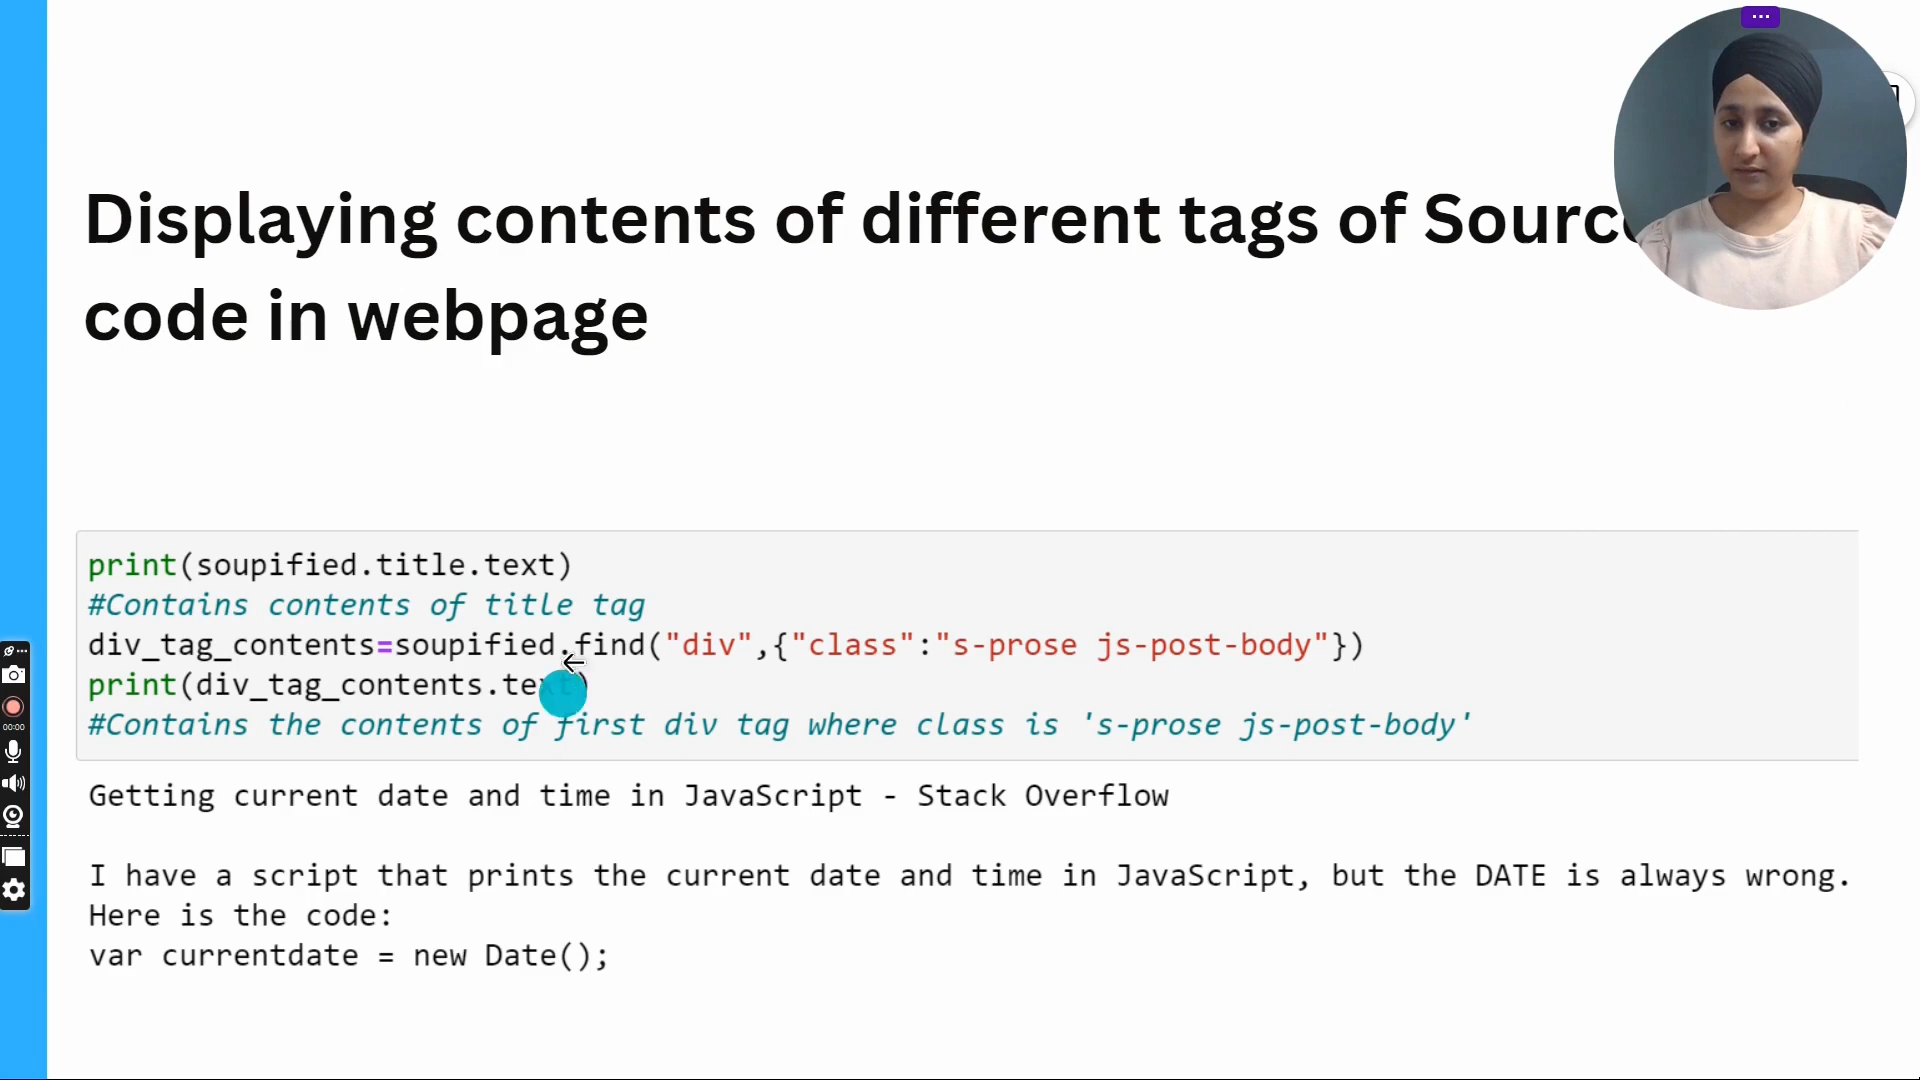 Displaying contents of different tags of Sourc
code in webpage
print(soupified.title.text)
#Contains contents of title tag
div_tag_contents=soupified.find("div",{"class":"s-prose js-post-body"})
print(div_tag_contents.text)
#Contains the contents of first div tag where class is 's-prose js-post-body'
Getting current date and time in JavaScript - Stack Overflow
I have a script that prints the current date and time in JavaScript, but the DATE is always wrong.
Here is the code:
var currentdate = new Date();
00:00